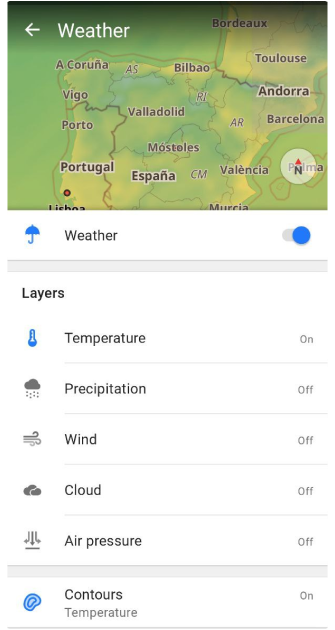 Weather
Bordeaux
Toulouse
A Coruña
AS
Bilbao
Andorra
Vigo
RI
Valladolid
Barcelona
Porto
AR
Móstoles
Portugal
España
CM
València
N
Palma
Lisboa
Murcia
Weather
Layers
Temperature On
Precipitation Off
Wind Off
Cloud Off
Air pressure Off
Contours On
Temperature